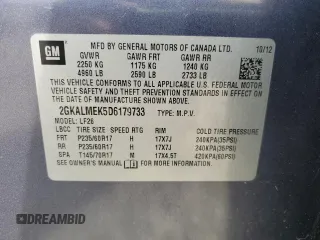 GM
MFD BY GENERAL MOTORS OF CANADA LTD. 10/12
GVWR GAWR FRT GAWR RR
2250 KG 1175 KG 1240 KG
4960 LB 2590 LB 2733 LB
THIS VEHICLE CONFORMS TO ALL APPLICABLE U.S.
FEDERAL MOTOR VEHICLE SAFETY AND THEFT
PREVENTION STANDARDS IN EFFECT ON THE DATE OF
MANUFACTURE SHOWN ABOVE.
2GKALMEK5D6179733 TYPE: M.P.V.
MODEL: LF26
LBCC TIRE SIZE SPEED RTG RIM COLD TIRE PRESSURE
FRT P235/60R17 H 17X7J 240KPA(35PSI)
RR P235/60R17 H 17X7J 240KPA(35PSI)
SPA T145/70R17 M 17X4.5T 420KPA(60PSI)
SEE OWNER'S MANUAL FOR ADDITIONAL INFORMATION.